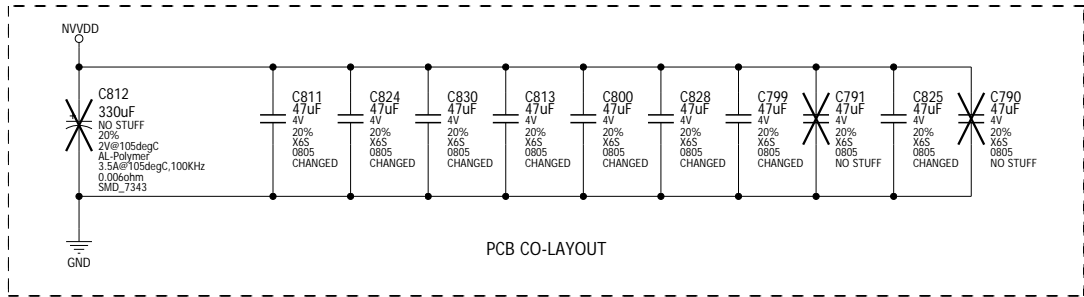 NVVDD
C812
330uF
NO STUFF
20%
2V@105degC
AL-Polymer
3.5A@105degC,100KHz
0.006ohm
SMD_7343
C811
47uF
4V
20%
X6S
0805
CHANGED
C824
47uF
4V
20%
X6S
0805
CHANGED
C830
47uF
4V
20%
X6S
0805
CHANGED
C813
47uF
4V
20%
X6S
0805
CHANGED
C800
47uF
4V
20%
X6S
0805
CHANGED
C828
47uF
4V
20%
X6S
0805
CHANGED
C799
47uF
4V
20%
X6S
0805
CHANGED
C791
47uF
4V
20%
X6S
0805
NO STUFF
C825
47uF
4V
20%
X6S
0805
CHANGED
C790
47uF
4V
20%
X6S
0805
NO STUFF
GND
PCB CO-LAYOUT